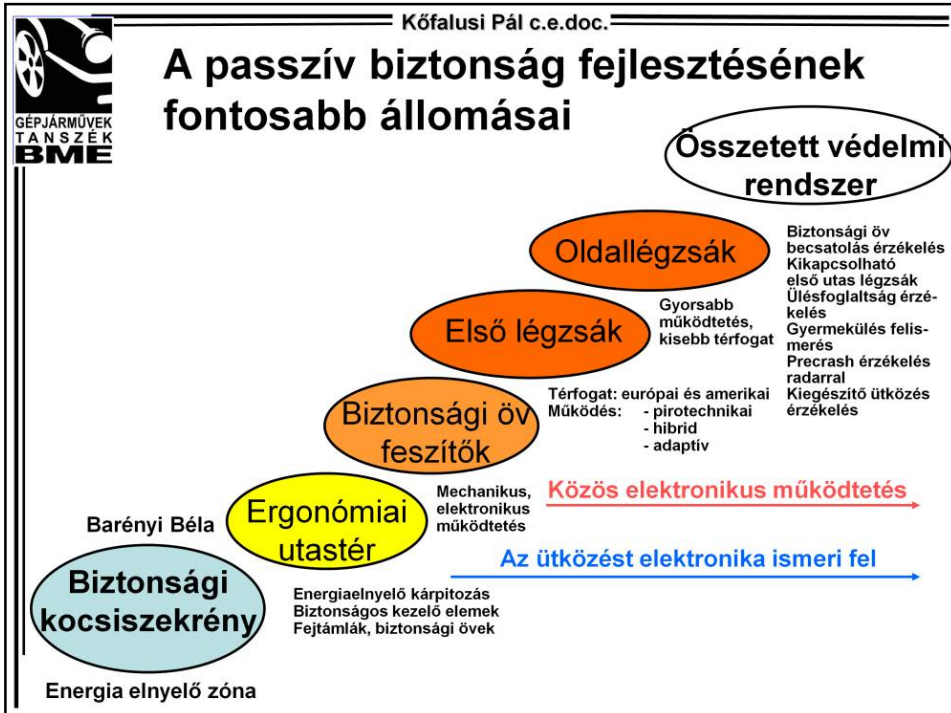 Kőfalusi Pál c.e.doc.
GÉPJÁRMŰVEK
TANSZÉK
BME
A passzív biztonság fejlesztésének
fontosabb állomásai
Összetett védelmi
rendszer
Biztonsági öv
becsatolás érzékelés
Kikapcsolható
első utas légzsák
Ülésfoglaltság érzé-
kelés
Gyermekülés felis-
merés
Precrash érzékelés
radarral
Kiegészítő ütközés
érzékelés
Oldallégzsák
Gyorsabb
működtetés,
kisebb térfogat
Első légzsák
Térfogat: európai és amerikai
Működés: - pirotechnikai
- hibrid
- adaptív
Biztonsági öv
feszítők
Mechanikus,
elektronikus
működtetés
Közös elektronikus működtetés
Az ütközést elektronika ismeri fel
Ergonómiai
utastér
Energiaelnyelő kárpitozás
Biztonságos kezelő elemek
Fejtámlák, biztonsági övek
Barényi Béla
Biztonsági
kocsiszekrény
Energia elnyelő zóna